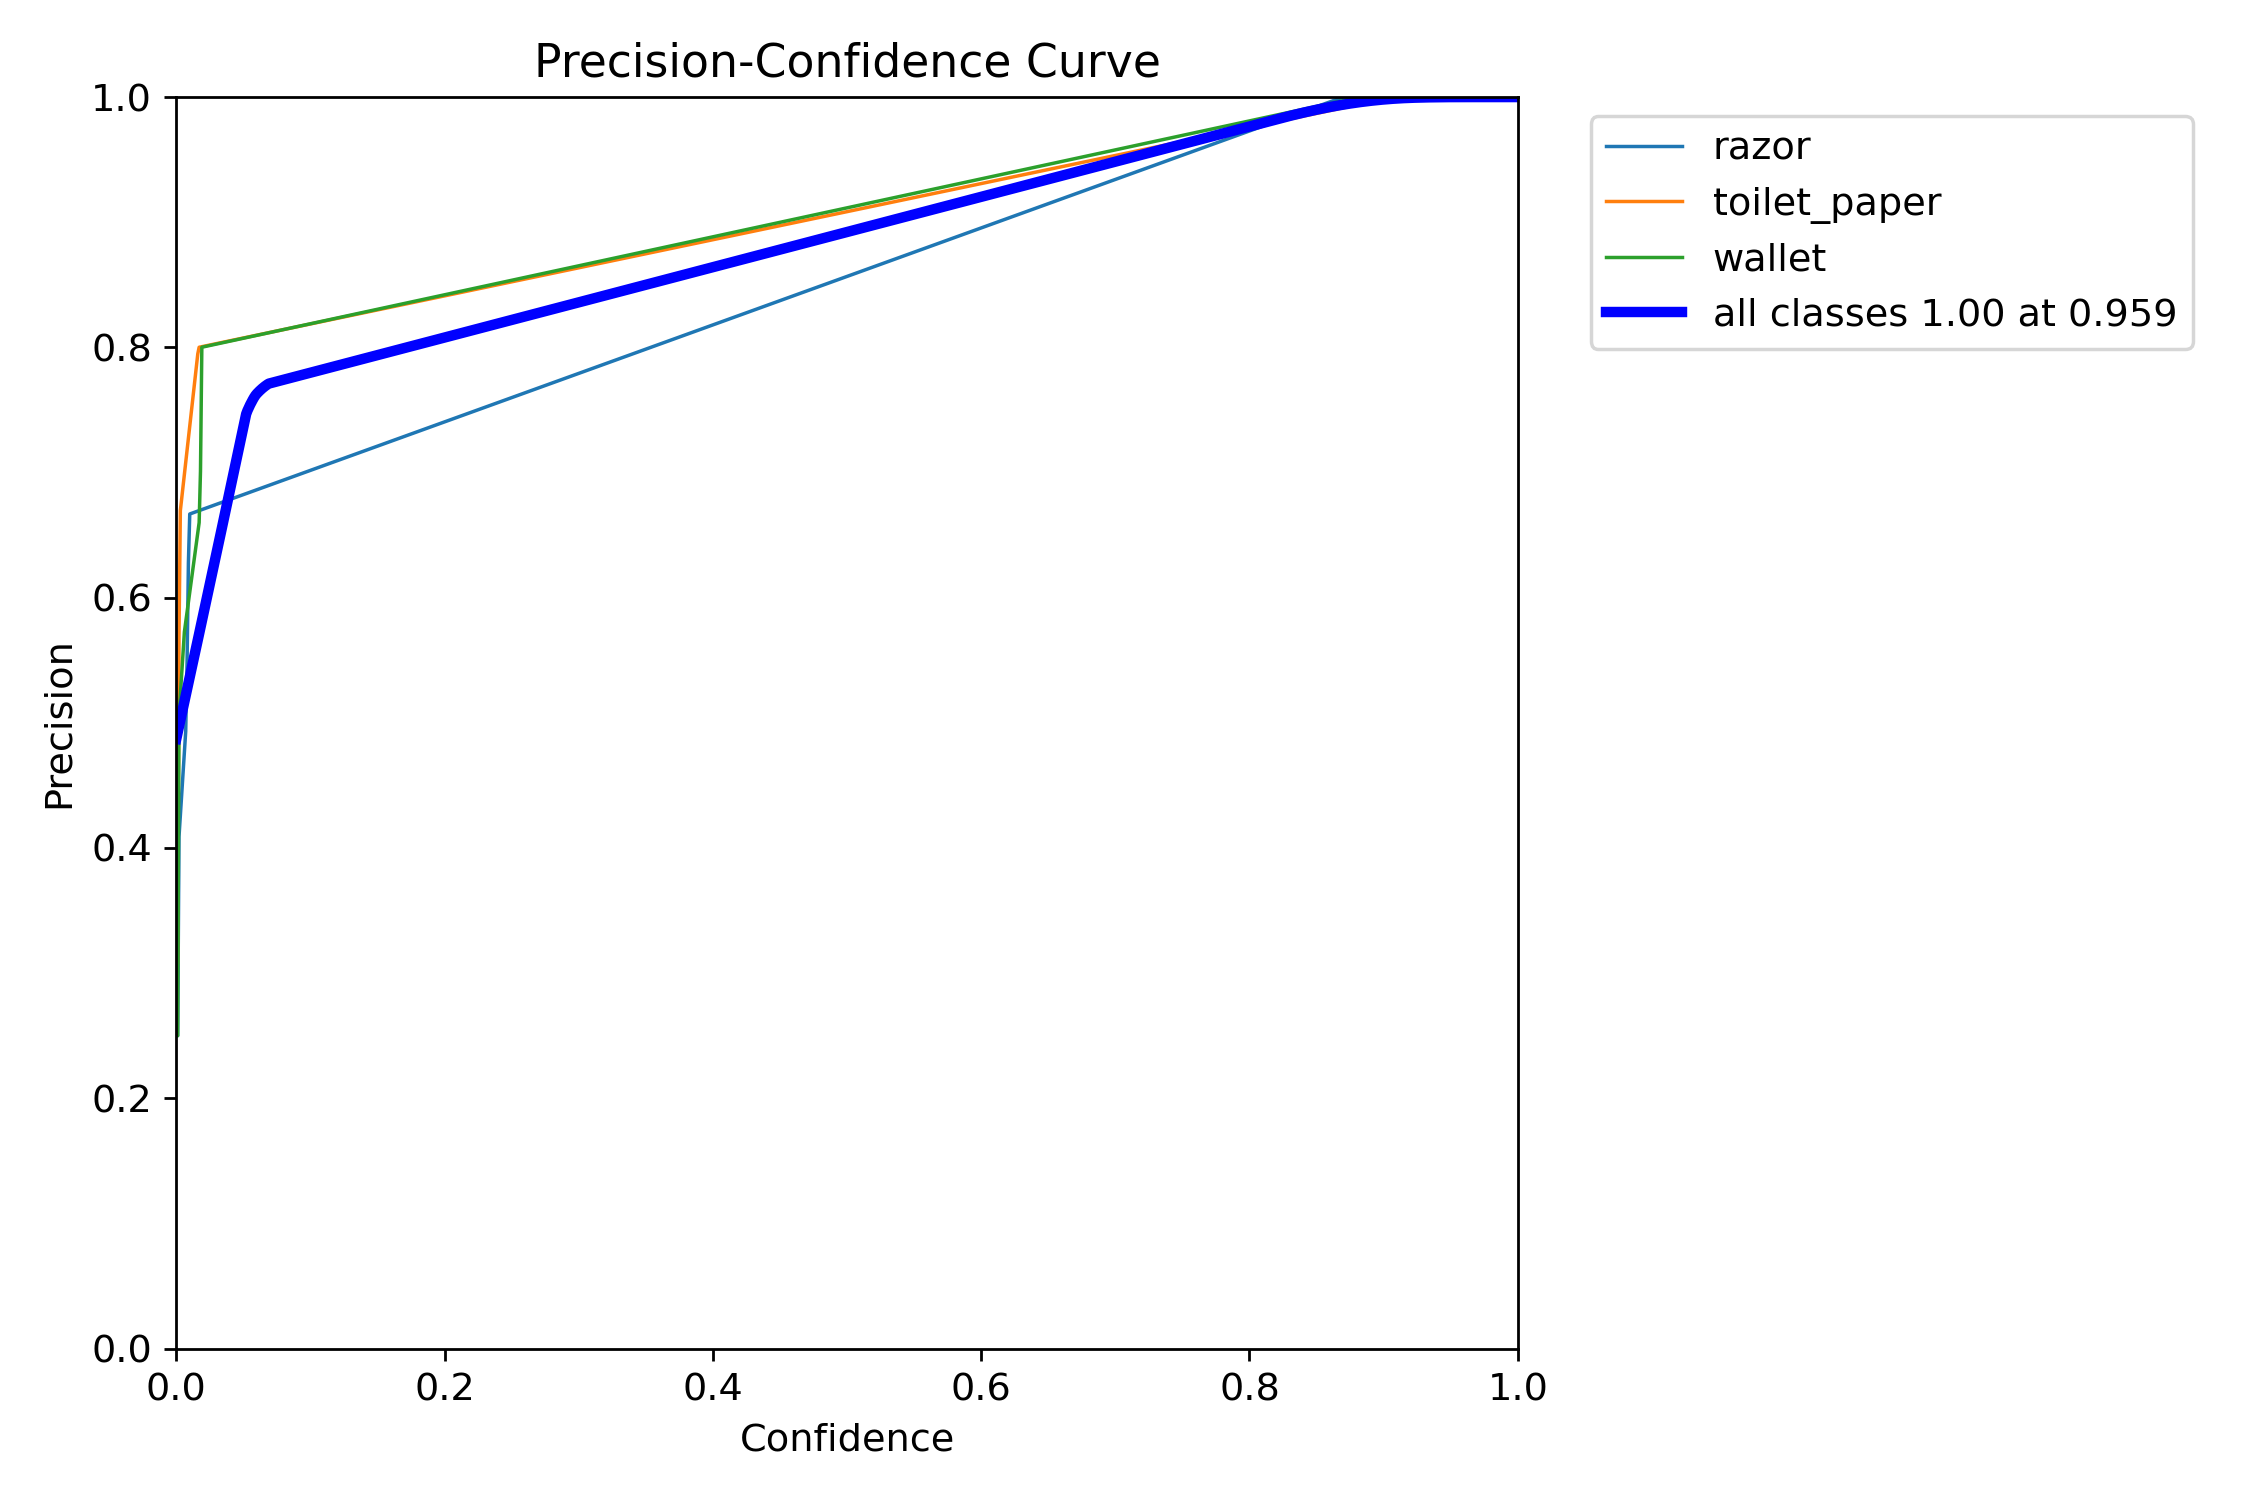 Precision-Confidence Curve
1.0
0.8
0.6
0.4
0.2
0.0
Precision
0.0 0.2 0.4 0.6 0.8 1.0
Confidence
razor
toilet_paper
wallet
all classes 1.00 at 0.959